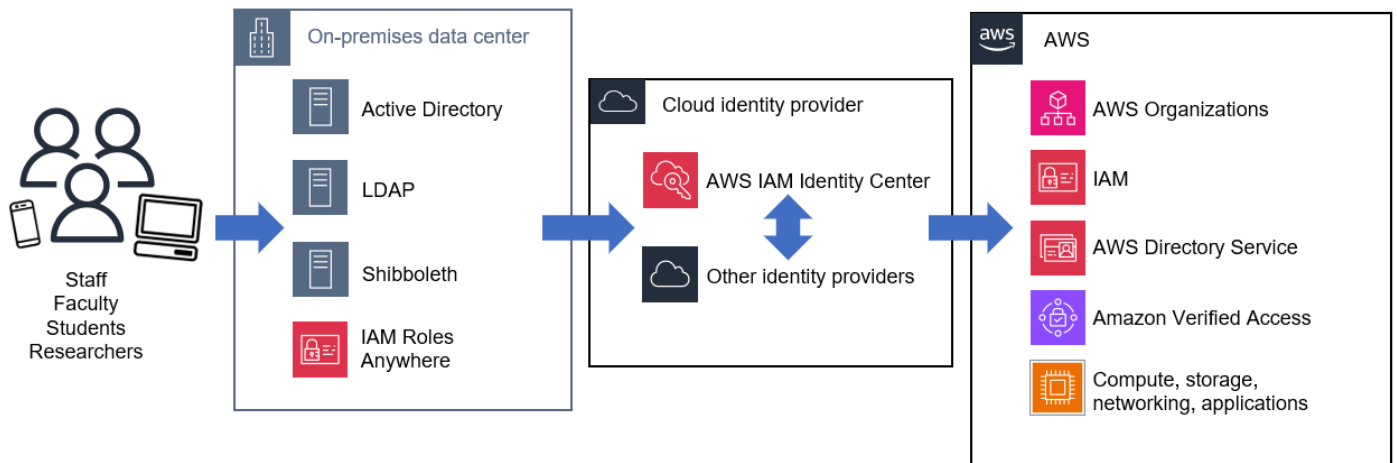 Staff
Faculty
Students
Researchers
On-premises data center
Active Directory
LDAP
Shibboleth
IAM Roles
Anywhere
Cloud identity provider
AWS IAM Identity Center
Other identity providers
aws
AWS
AWS Organizations
IAM
AWS Directory Service
Amazon Verified Access
Compute, storage,
networking, applications